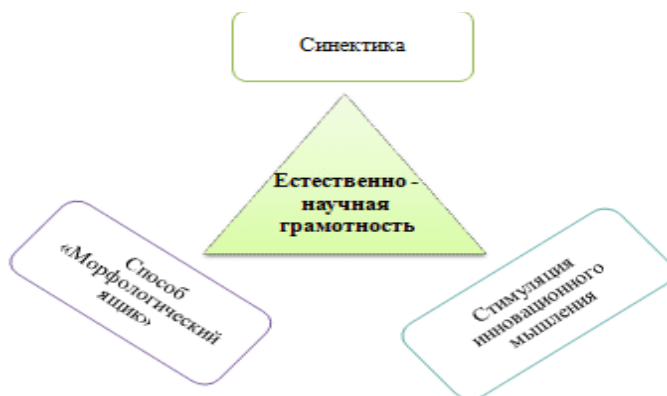 Синектика
Естественно -
научная
грамотность
Способ
«Морфологический
ящик»
Стимуляция
инновационного
мышления